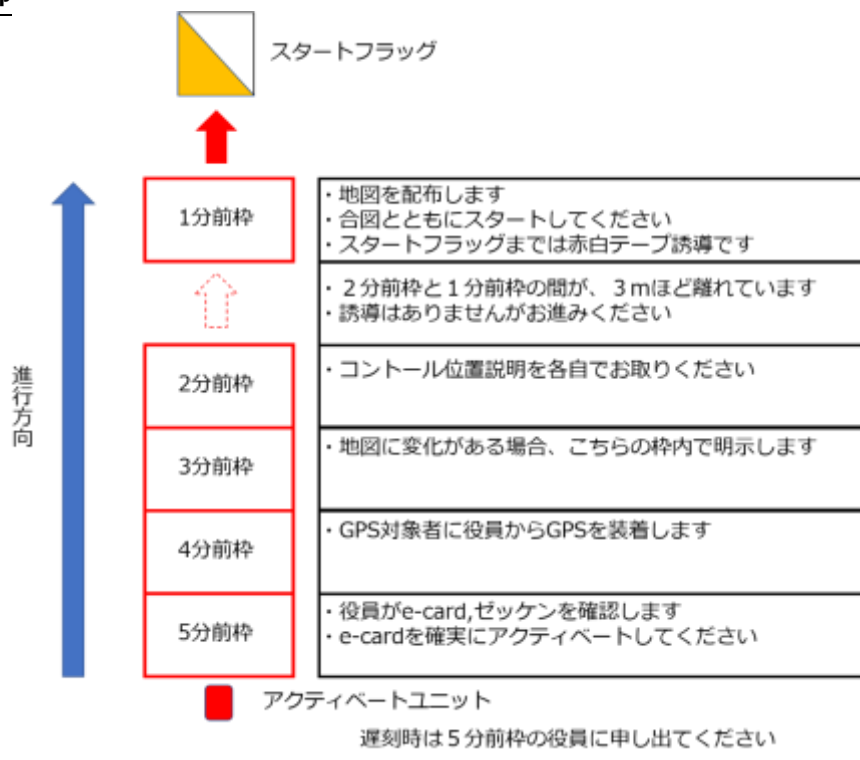 スタートフラッグ
1分前枠
・地図を配布します
・合図とともにスタートしてください
・スタートフラッグまでは赤白テープ誘導です
・２分前枠と１分前枠の間が、３mほど離れています
・誘導はありませんがお進みください
2分前枠
・コントール位置説明を各自でお取りください
3分前枠
・地図に変化がある場合、こちらの枠内で明示します
4分前枠
・GPS対象者に役員からGPSを装着します
5分前枠
・役員がe-card,ゼッケンを確認します
・e-cardを確実にアクティベートしてください
進行方向
アクティベートユニット
遅刻時は５分前枠の役員に申し出てください